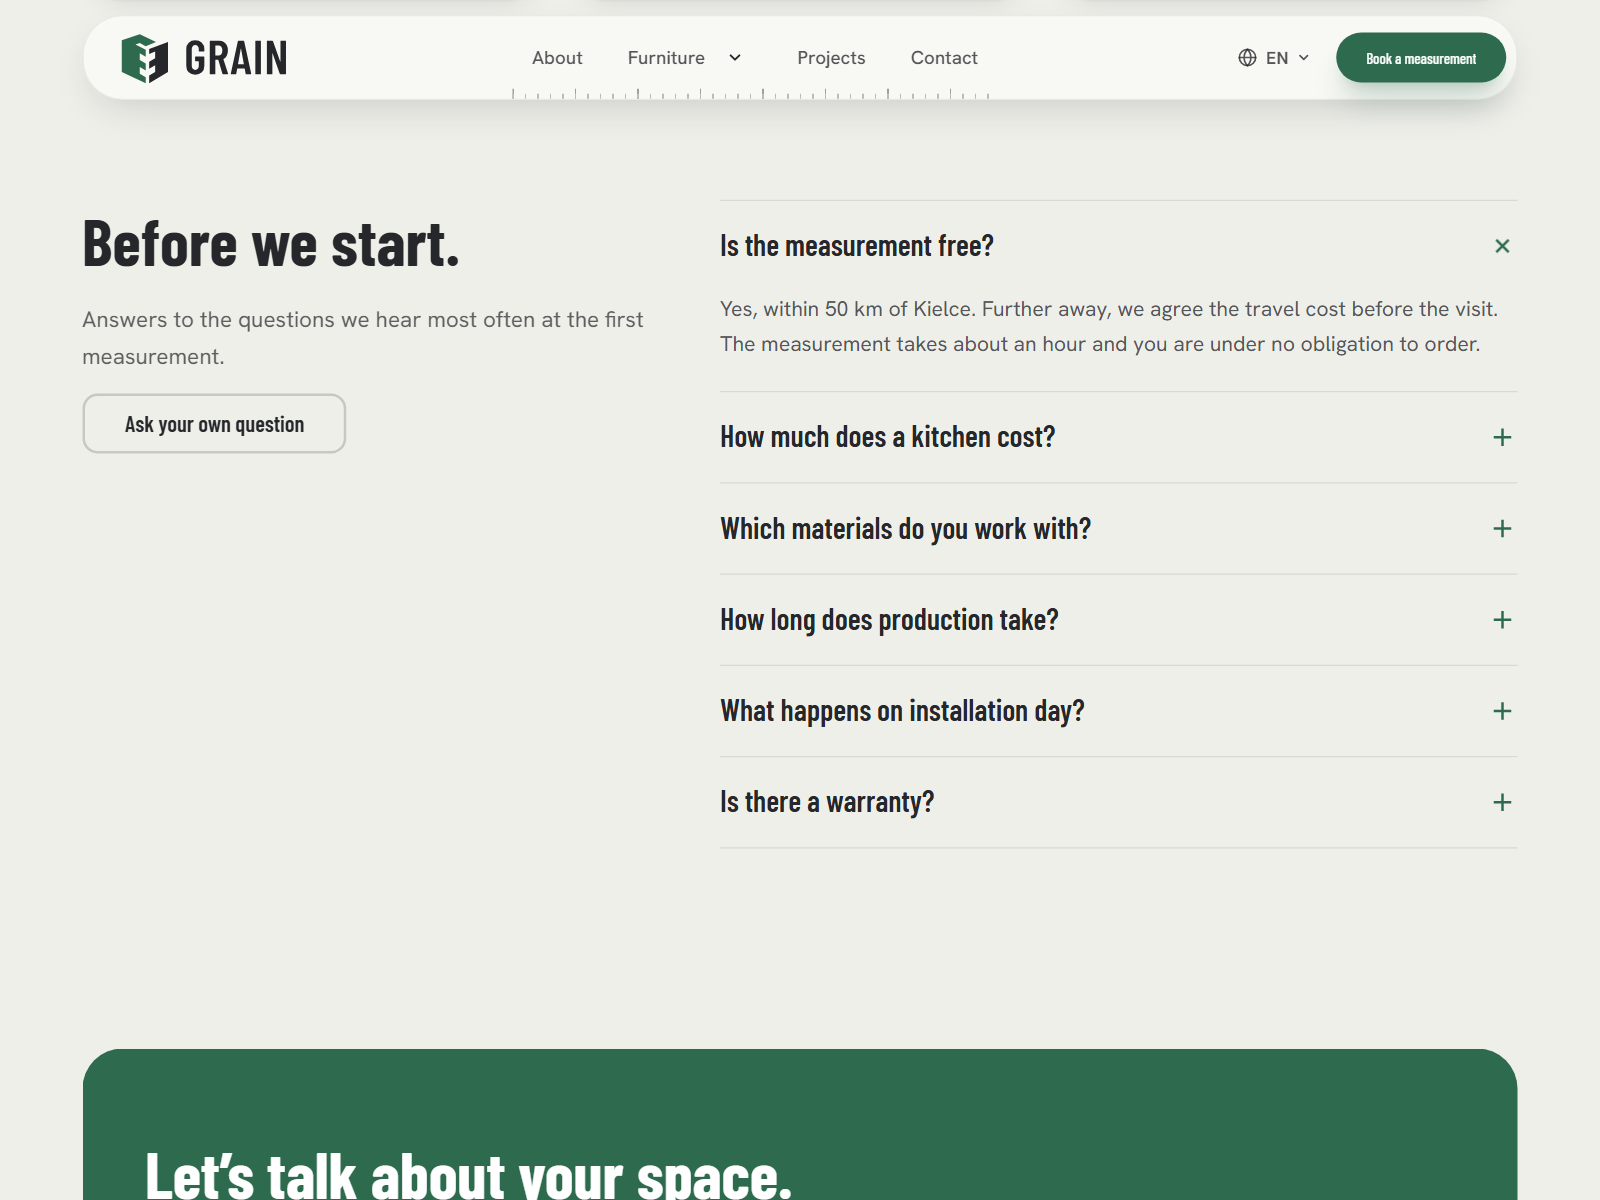 GRAIN
About Furniture Projects Contact
EN
Book a measurement
Before we start.
Answers to the questions we hear most often at the first
measurement.
Ask your own question
Is the measurement free?
Yes, within 50 km of Kielce. Further away, we agree the travel cost before the visit.
The measurement takes about an hour and you are under no obligation to order.
How much does a kitchen cost?
Which materials do you work with?
How long does production take?
What happens on installation day?
Is there a warranty?
Let’s talk about your space.